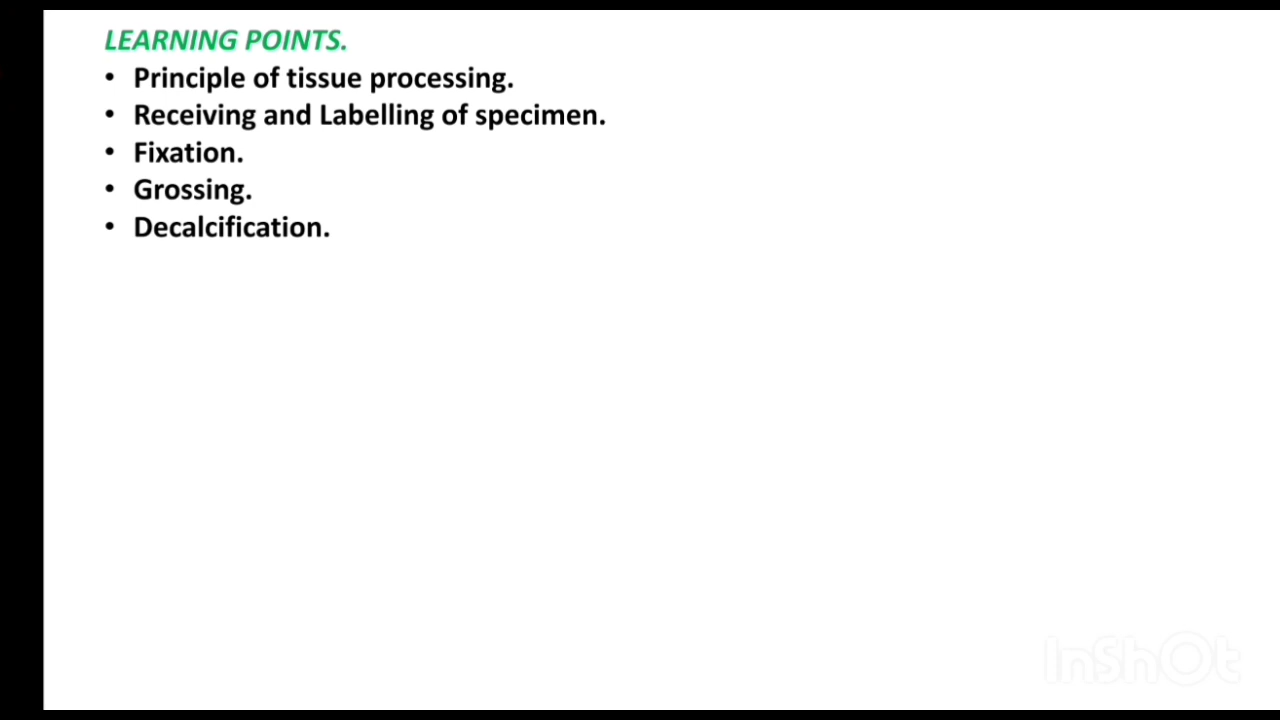 LEARNING POINTS.
• Principle of tissue processing.
• Receiving and Labelling of specimen.
• Fixation.
• Grossing.
• Decalcification.
InShOt